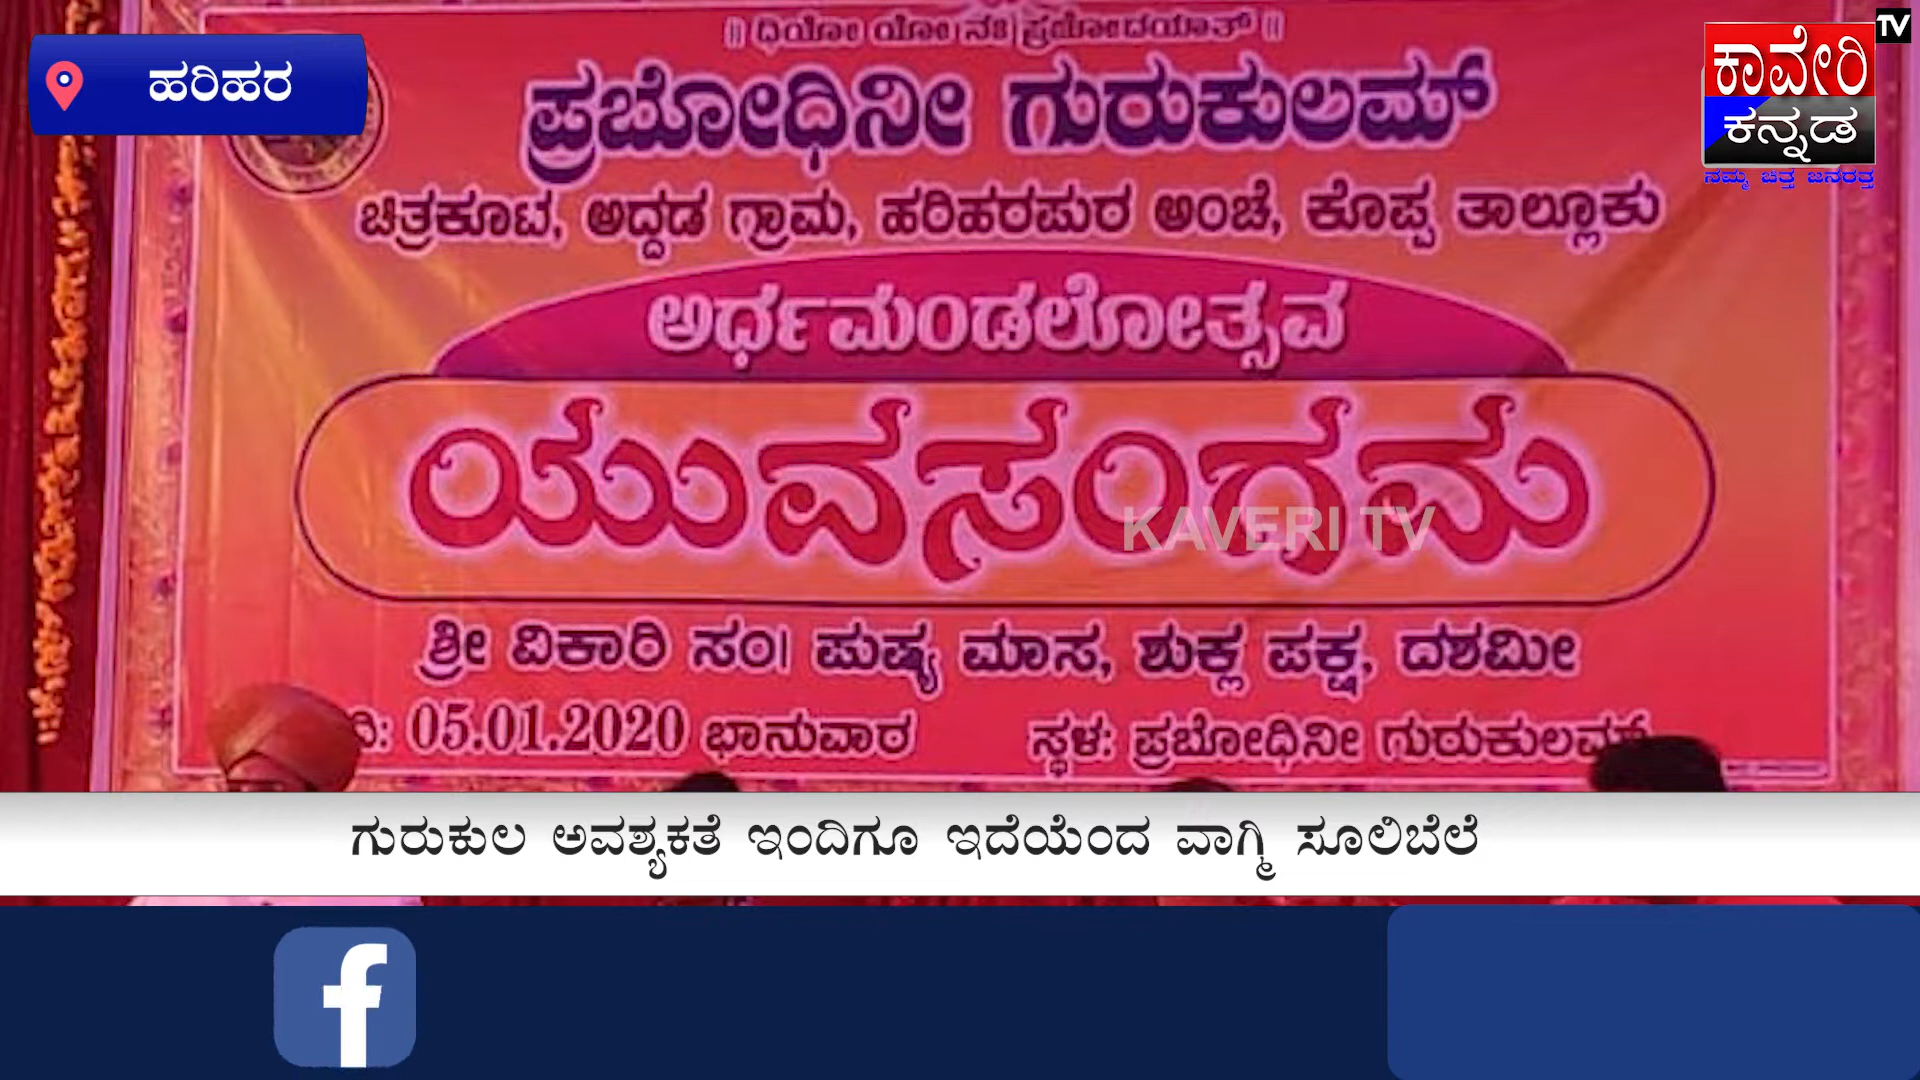 || ಧಿಯೋ ಯೋ ನಃ ಪ್ರಚೋದಯಾತ್ ||
ಹರಿಹರ
TV
ಕಾವೇರಿ
ಕನ್ನಡ
ನಮ್ಮ ಚಿತ್ತ ಜನರತ್ತ
ಪ್ರಬೋಧಿನೀ ಗುರುಕುಲಮ್
ಚಿತ್ರಕೂಟ, ಅದ್ದಡ ಗ್ರಾಮ, ಹರಿಹರಪುರ ಅಂಚೆ, ಕೊಪ್ಪ ತಾಲ್ಲೂಕು
ಅರ್ಧಮಂಡಲೋತ್ಸವ
ಯುವಸಂಗಮ
KAVERI TV
ಶ್ರೀ ವಿಕಾರಿ ಸಂ| ಪುಷ್ಯ ಮಾಸ, ಶುಕ್ಲ ಪಕ್ಷ, ದಶಮೀ
ದಿ: 05.01.2020 ಭಾನುವಾರ ಸ್ಥಳ: ಪ್ರಬೋಧಿನೀ ಗುರುಕುಲಮ್
ಗುರುಕುಲ ಅವಶ್ಯಕತೆ ಇಂದಿಗೂ ಇದೆಯೆಂದ ವಾಗ್ಮಿ ಸೂಲಿಬೆಲೆ
f